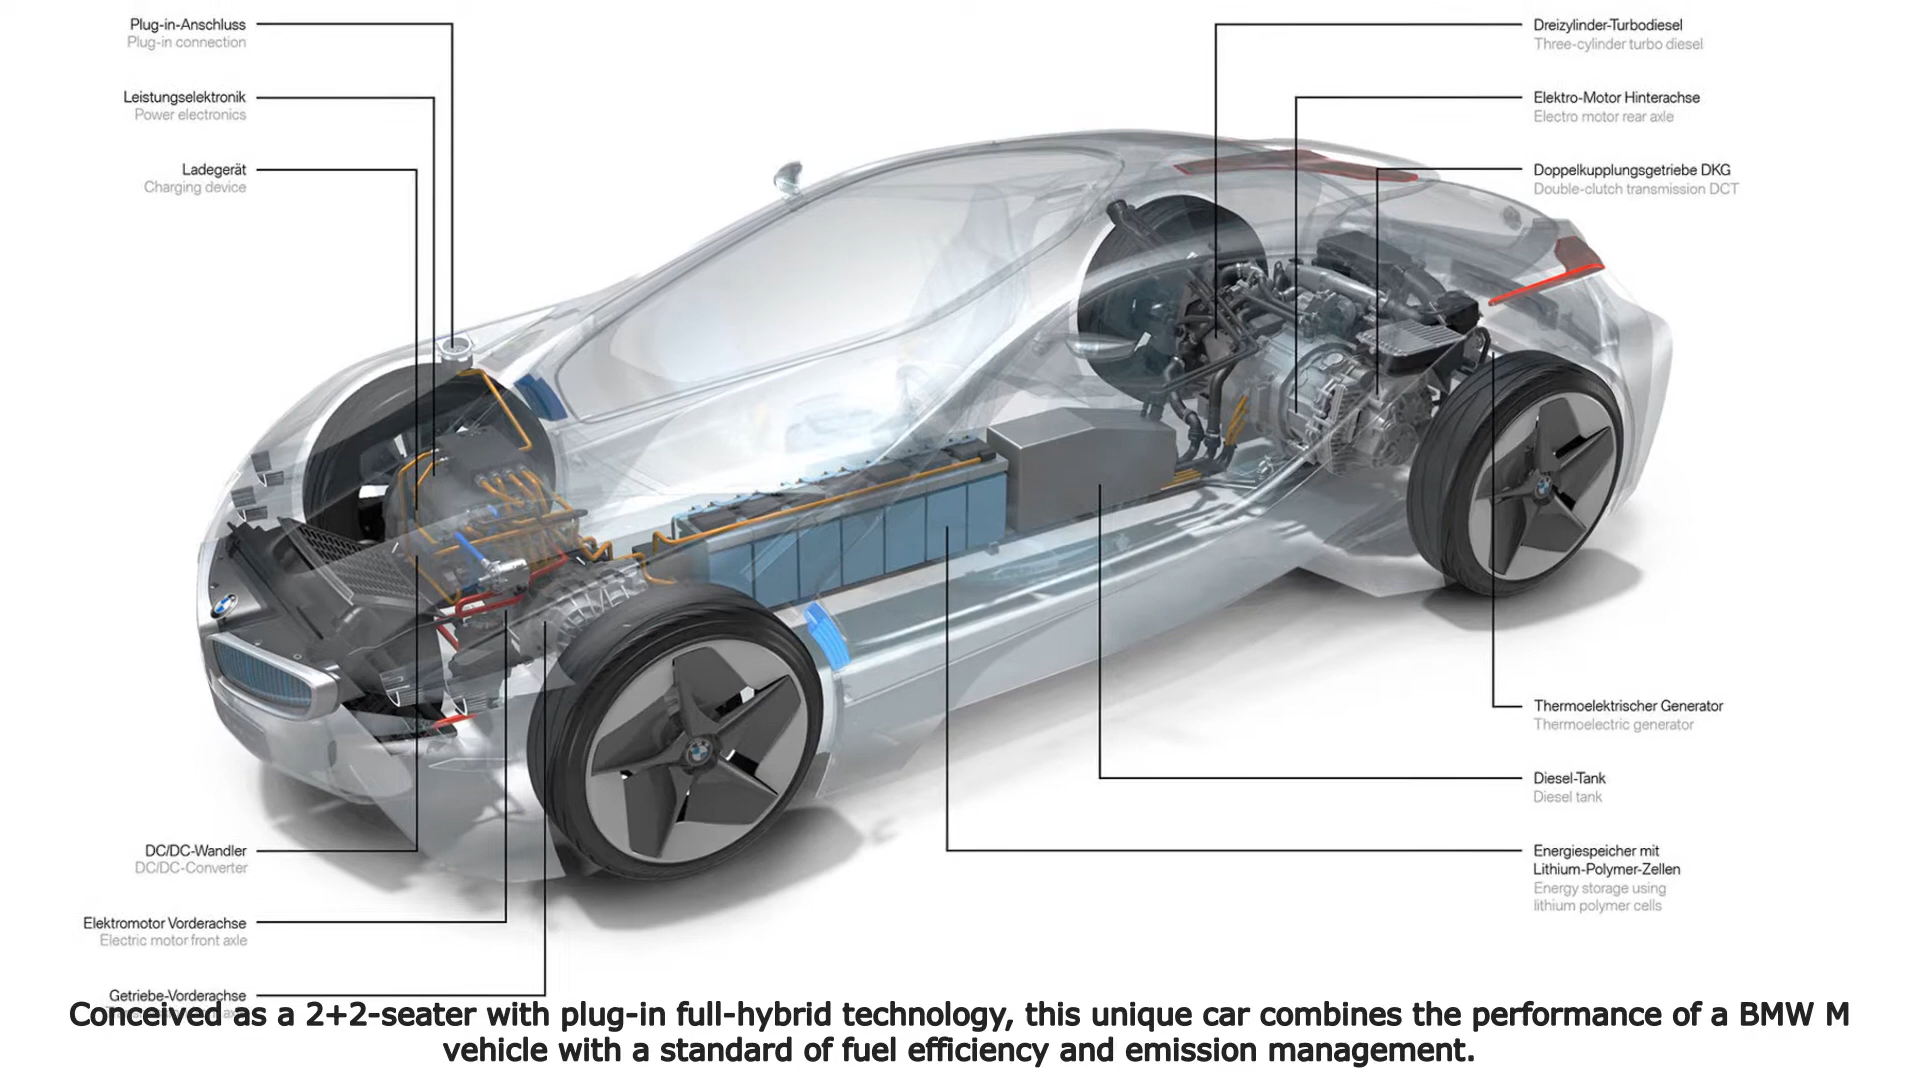 Plug-in-Anschluss
Plug-in connection
Leistungselektronik
Power electronics
Ladegerät
Charging device
Dreizylinder-Turbodiesel
Three-cylinder turbo diesel
Elektro-Motor Hinterachse
Electro motor rear axle
Doppelkupplungsgetriebe DKG
Double-clutch transmission DCT
DC/DC-Wandler
DC/DC-Converter
Elektromotor Vorderachse
Electric motor front axle
Getriebe-Vorderachse
Thermoelektrischer Generator
Thermoelectric generator
Diesel-Tank
Diesel tank
Energiespeicher mit
Lithium-Polymer-Zellen
Energy storage using
lithium polymer cells
Conceived as a 2+2-seater with plug-in full-hybrid technology, this unique car combines the performance of a BMW M
vehicle with a standard of fuel efficiency and emission management.